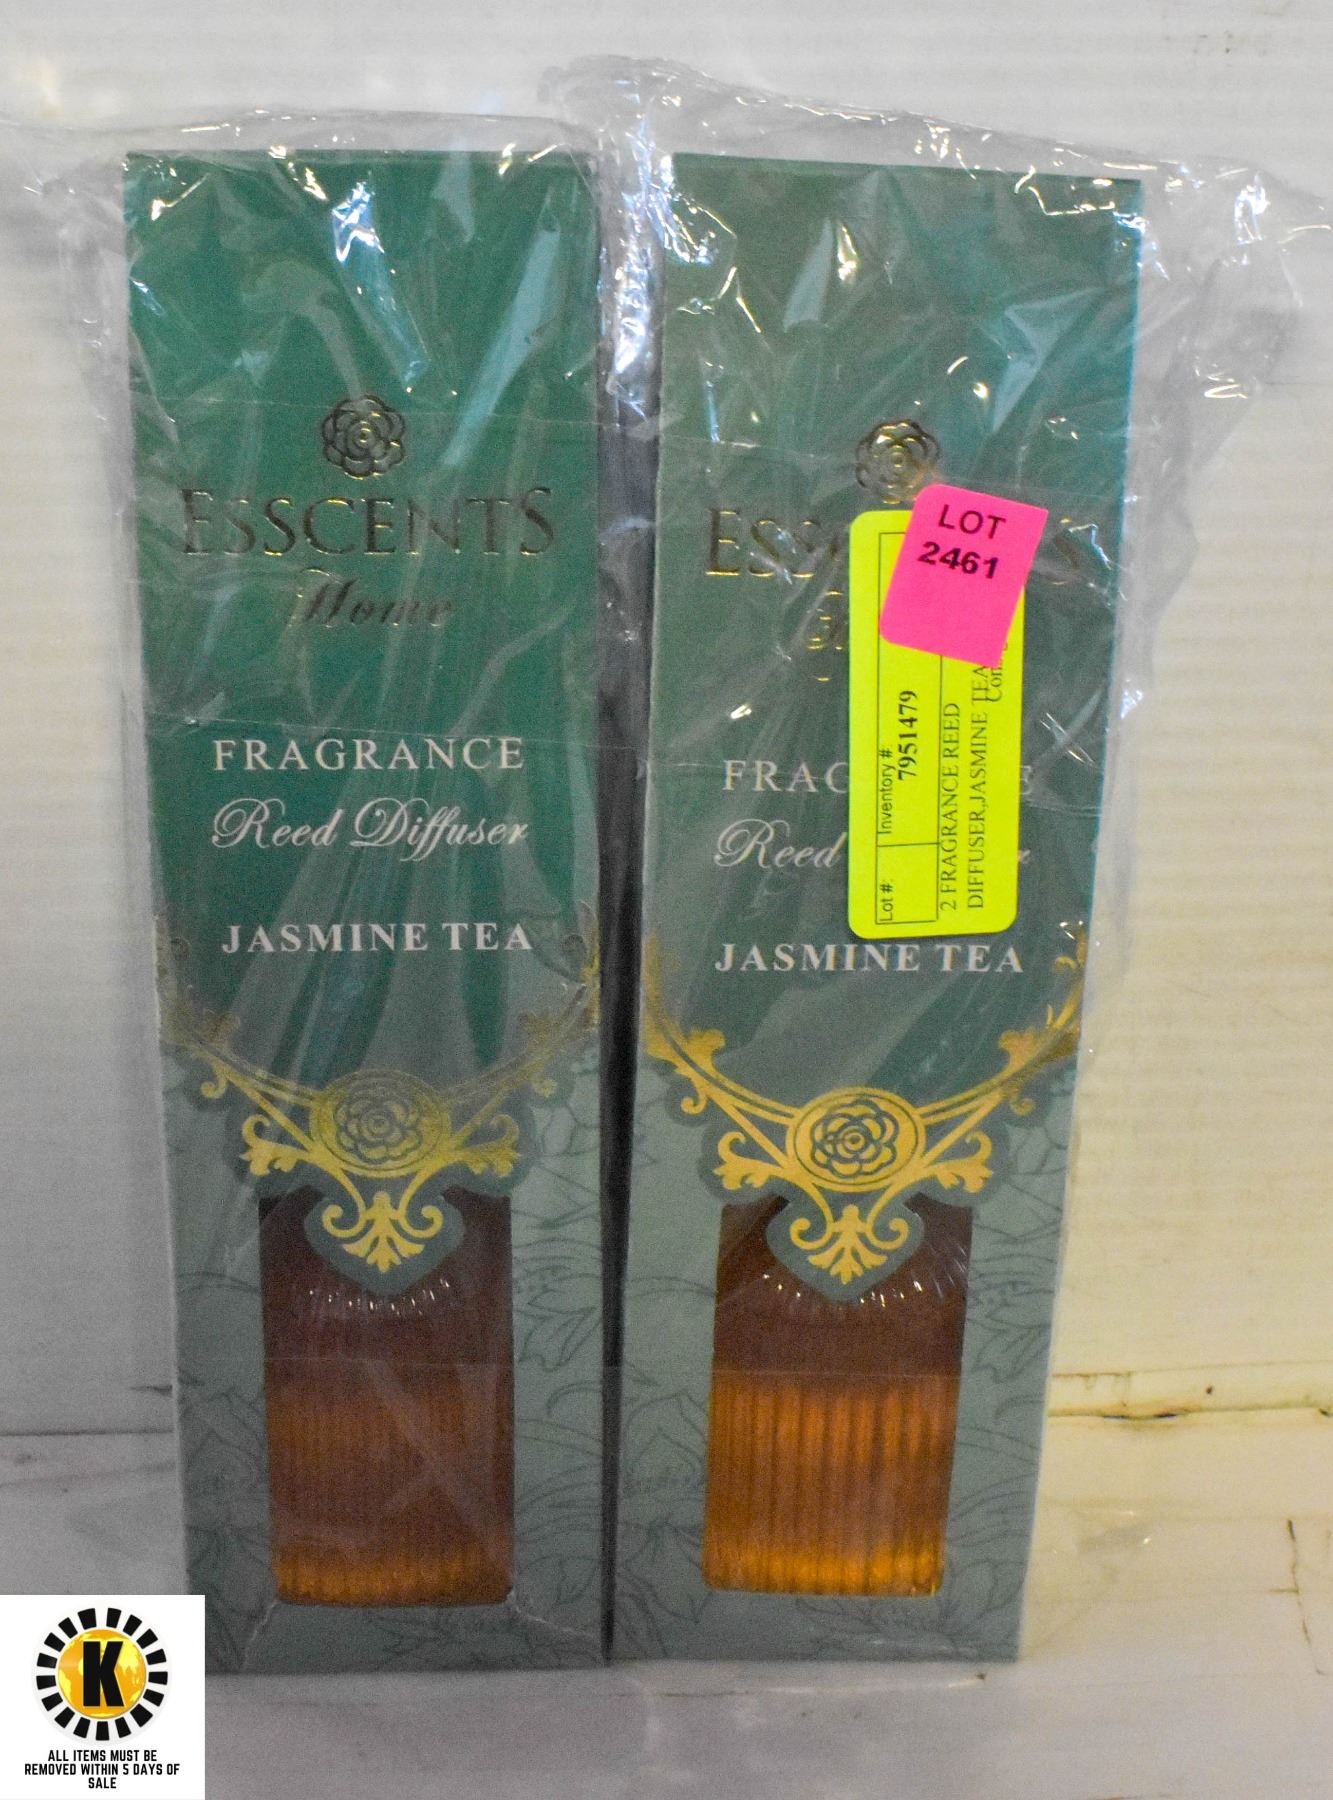 ESSCENTS
Home
FRAGRANCE
Reed Diffuser
JASMINE TEA
LOT
2461
Lot #:
Inventory #
7951479
2 FRAGRANCE REED
DIFFUSER,JASMINE TEA
FRAG E
Reed r
JASMINE TEA
K
ALL ITEMS MUST BE
REMOVED WITHIN 5 DAYS OF
SALE